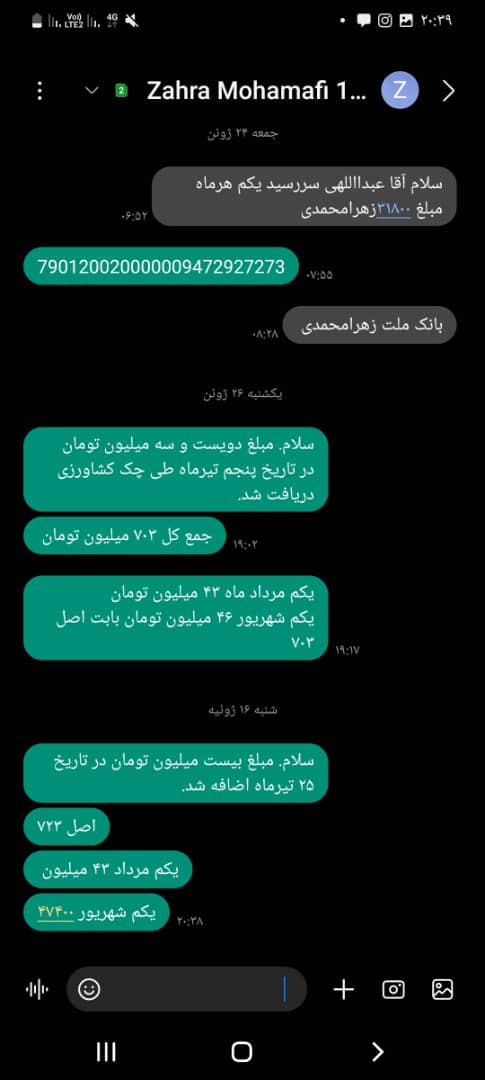 Voo) LTE2
4G
۲۰:۳۹
2
Zahra Mohamafi 1...
Z
جمعه ۲۴ ژوئن
سلام آقا عبدااللهی سررسید یکم هرماه
مبلغ ۳۱۸۰۰زهرامحمدی
۰۶:۵۲
790120020000009472927273
۰۷:۵۵
بانک ملت زهرامحمدی
۰۸:۲۸
یکشنبه ۲۶ ژوئن
سلام. مبلغ دویست و سه میلیون تومان
در تاریخ پنجم تیرماه طی چک کشاورزی
دریافت شد.
جمع کل ۷۰۳ میلیون تومان
۱۹:۰۲
یکم مرداد ماه ۴۳ میلیون تومان
یکم شهریور ۴۶ میلیون تومان بابت اصل
۷۰۳
۱۹:۱۷
شنبه ۱۶ ژوئیه
سلام. مبلغ بیست میلیون تومان در تاریخ
۲۵ تیرماه اضافه شد.
اصل ۷۲۳
یکم مرداد ۴۳ میلیون
یکم شهریور ۴۷۴۰۰
۲۰:۳۸